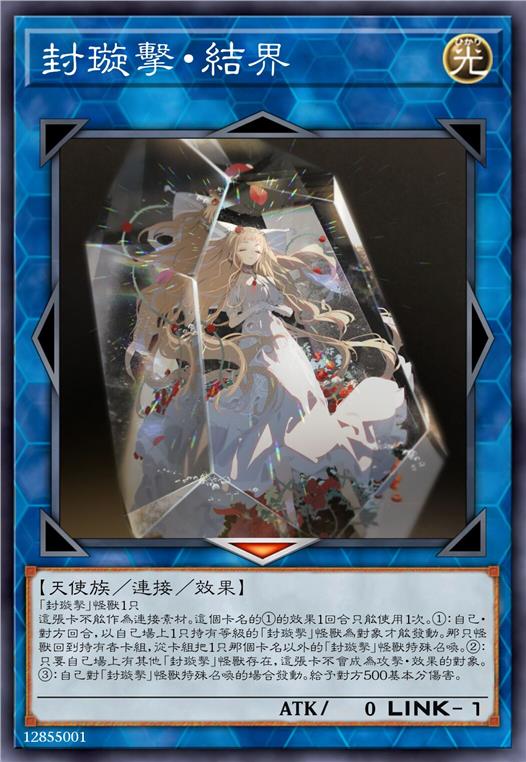 封璇擊・結界
ひかり
光
【天使族／連接／效果】
「封璇擊」怪獸1只
這張卡不能作為連接素材。這個卡名的①的效果1回合只能使用1次。①：自己・
對方回合，以自己場上1只持有等級的「封璇擊」怪獸為對象才能發動。那只怪
獸回到持有者卡組，從卡組把1只那個卡名以外的「封璇擊」怪獸特殊召喚。②：
只要自己場上有其他「封璇擊」怪獸存在，這張卡不會成為攻擊・效果的對象。
③：自己對「封璇擊」怪獸特殊召喚的場合發動。給予對方500基本分傷害。
ATK/ 0 LINK- 1
12855001